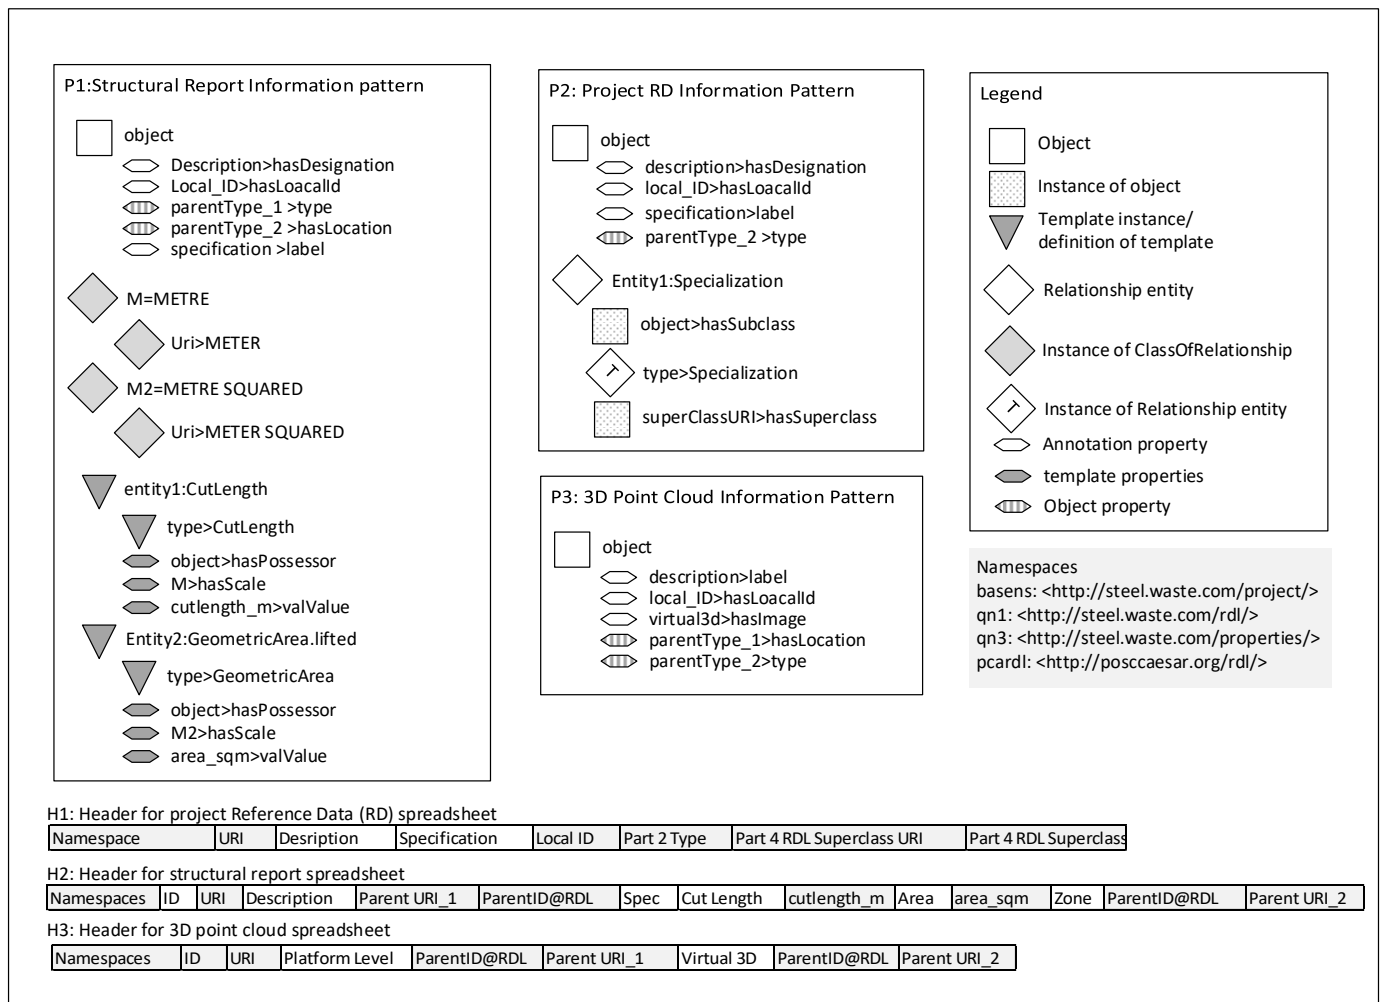 P1:Structural Report Information pattern
object
Description>hasDesignation
Local_ID>hasLoacalId
parentType_1 >type
parentType_2 >hasLocation
specification >label
M=METRE
Uri>METER
M2=METRE SQUARED
Uri>METER SQUARED
entity1:CutLength
type>CutLength
object>hasPossessor
M>hasScale
cutlength_m>valValue
Entity2:GeometricArea.lifted
type>GeometricArea
object>hasPossessor
M2>hasScale
area_sqm>valValue
P2: Project RD Information Pattern
object
description>hasDesignation
local_ID>hasLoacalId
specification>label
parentType_2 >type
Entity1:Specialization
object>hasSubclass
type>Specialization
superClassURI>hasSuperclass
P3: 3D Point Cloud Information Pattern
object
description>label
local_ID>hasLoacalId
virtual3d>hasImage
parentType_1>hasLocation
parentType_2>type
Legend
Object
Instance of object
Template instance/
definition of template
Relationship entity
Instance of ClassOfRelationship
Instance of Relationship entity
Annotation property
template properties
Object property
Namespaces
basens: <http://steel.waste.com/project/>
qn1: <http://steel.waste.com/rdl/>
qn3: <http://steel.waste.com/properties/>
pcardl: <http://posccaesar.org/rdl/>
H1: Header for project Reference Data (RD) spreadsheet
Namespace URI Desription Specification Local ID Part 2 Type Part 4 RDL Superclass URI Part 4 RDL Superclass
H2: Header for structural report spreadsheet
Namespaces ID URI Description Parent URI_1 ParentID@RDL Spec Cut Length cutlength_m Area area_sqm Zone ParentID@RDL Parent URI_2
H3: Header for 3D point cloud spreadsheet
Namespaces ID URI Platform Level ParentID@RDL Parent URI_1 Virtual 3D ParentID@RDL Parent URI_2